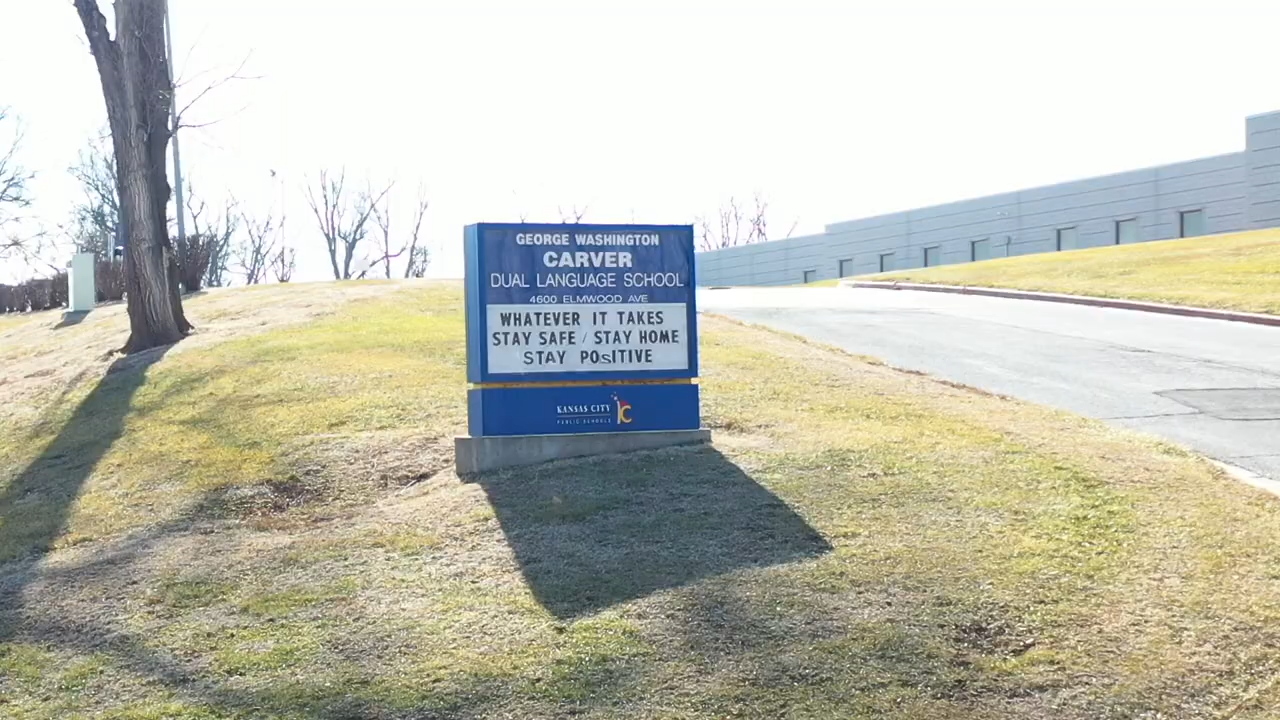 GEORGE WASHINGTON
CARVER
DUAL LANGUAGE SCHOOL
4600 ELMWOOD AVE
WHATEVER IT TAKES
STAY SAFE / STAY HOME
STAY POsITIVE
KANSAS CITY
PUBLIC SCHOOLS
KC